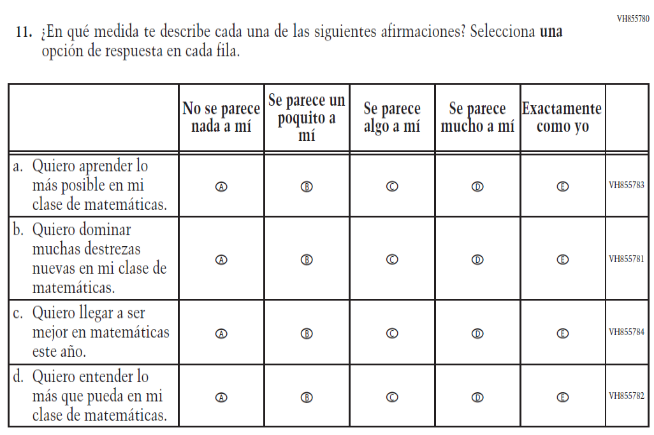 VH855780
11. ¿En qué medida te describe cada una de las siguientes afirmaciones? Selecciona una
opción de respuesta en cada fila.
No se parece
nada a mí
Se parece un
poquito a
mí
Se parece
algo a mí
Se parece
mucho a mí
Exactamente
como yo
a. Quiero aprender lo
más posible en mi
clase de matemáticas.
A B C D E
VH855783
b. Quiero dominar
muchas destrezas
nuevas en mi clase de
matemáticas.
A B C D E
VH855781
c. Quiero llegar a ser
mejor en matemáticas
este año.
A B C D E
VH855784
d. Quiero entender lo
más que pueda en mi
clase de matemáticas.
A B C D E
VH855782